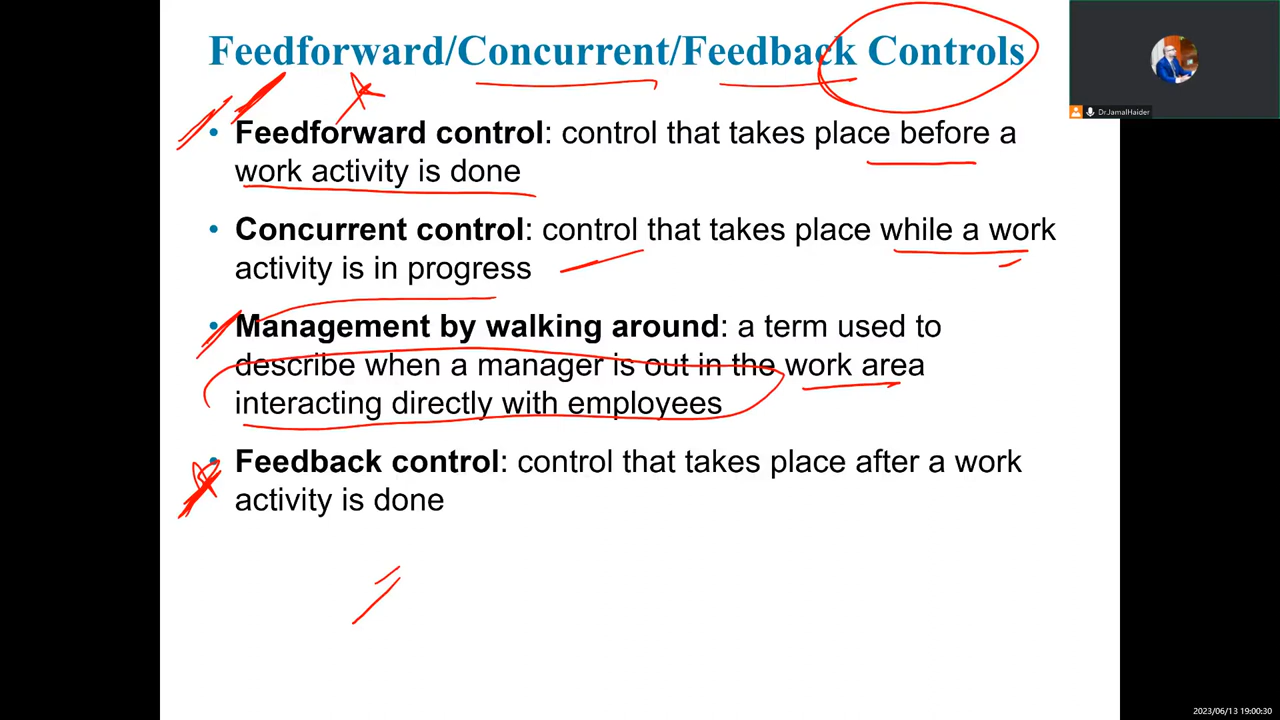 Feedforward/Concurrent/Feedback Controls
Dr.JamalHaider
• Feedforward control: control that takes place before a
work activity is done
• Concurrent control: control that takes place while a work
activity is in progress
• Management by walking around: a term used to
describe when a manager is out in the work area
interacting directly with employees
• Feedback control: control that takes place after a work
activity is done
2023/06/13 19:00:30